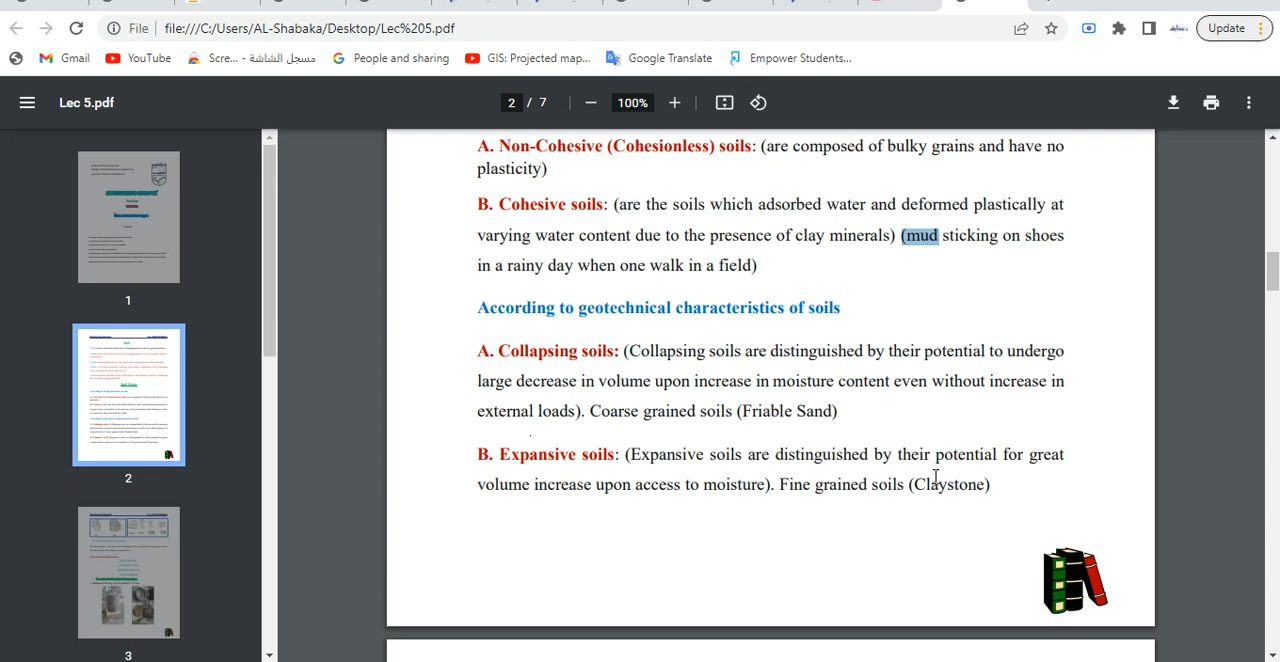 File
file:///C:/Users/AL-Shabaka/Desktop/Lec%205.pdf
Update
Gmail
YouTube
Scre... - مسجل الشاشة
People and sharing
GIS: Projected map...
Google Translate
Empower Students...
Lec 5.pdf
2 / 7
100%
A. Non-Cohesive (Cohesionless) soils: (are composed of bulky grains and have no
plasticity)
B. Cohesive soils: (are the soils which adsorbed water and deformed plastically at
varying water content due to the presence of clay minerals) (mud sticking on shoes
in a rainy day when one walk in a field)
According to geotechnical characteristics of soils
A. Collapsing soils: (Collapsing soils are distinguished by their potential to undergo
large decrease in volume upon increase in moisture content even without increase in
external loads). Coarse grained soils (Friable Sand)
B. Expansive soils: (Expansive soils are distinguished by their potential for great
volume increase upon access to moisture). Fine grained soils (Claystone)
1
2
3